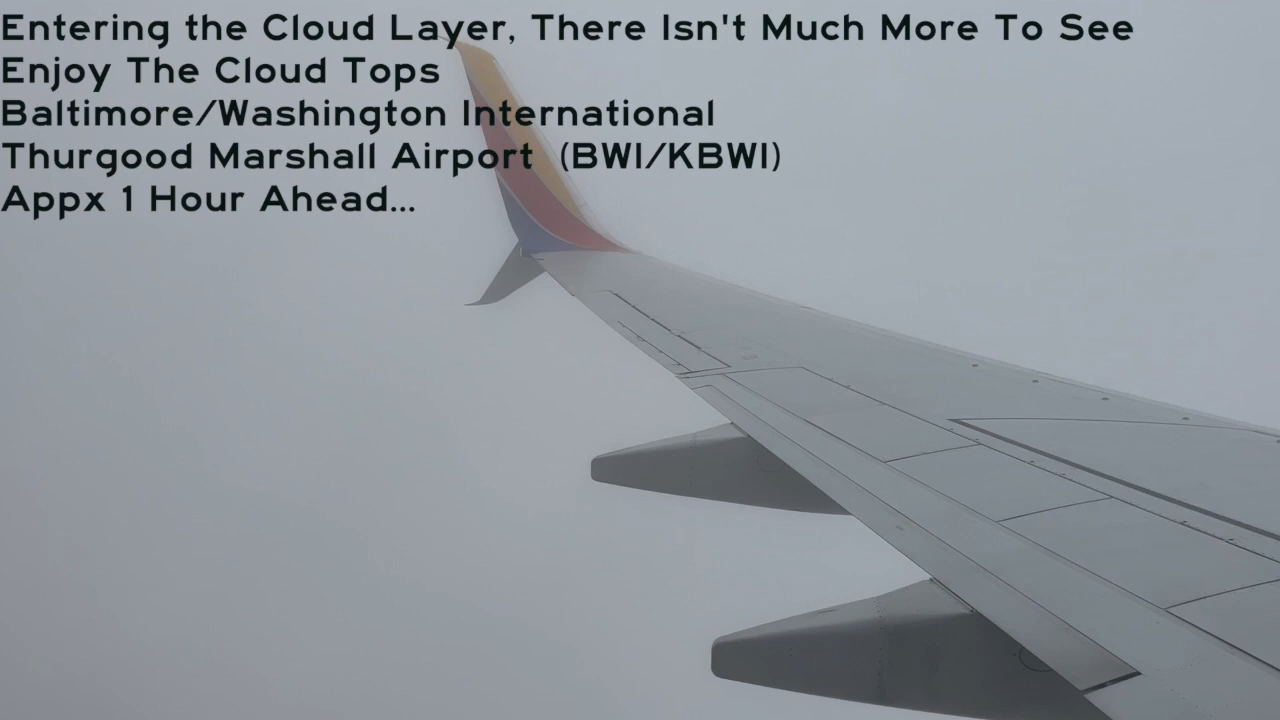 Entering the Cloud Layer, There Isn't Much More To See
Enjoy The Cloud Tops
Baltimore/Washington International
Thurgood Marshall Airport (BWI/KBWI)
Appx 1 Hour Ahead...